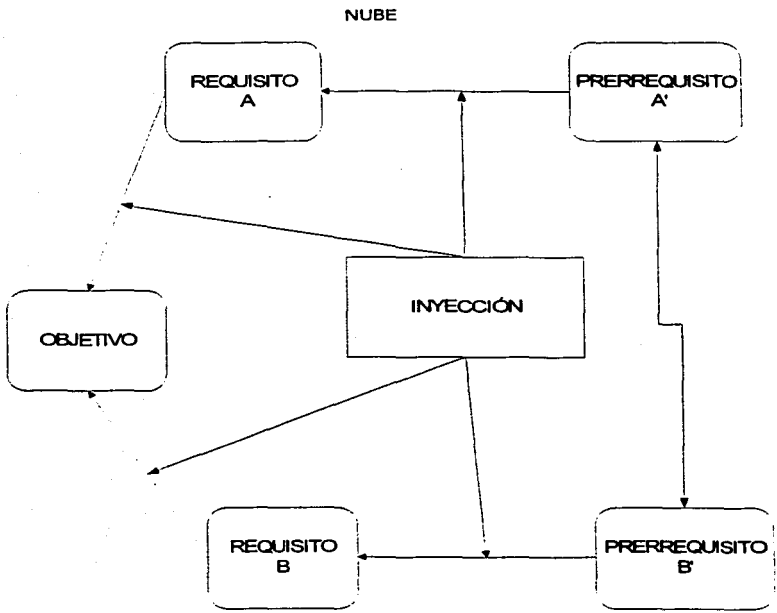 NUBE
REQUISITO
A
PRERREQUISITO
A'
INYECCIÓN
OBJETIVO
REQUISITO
B
PRERREQUISITO
B'